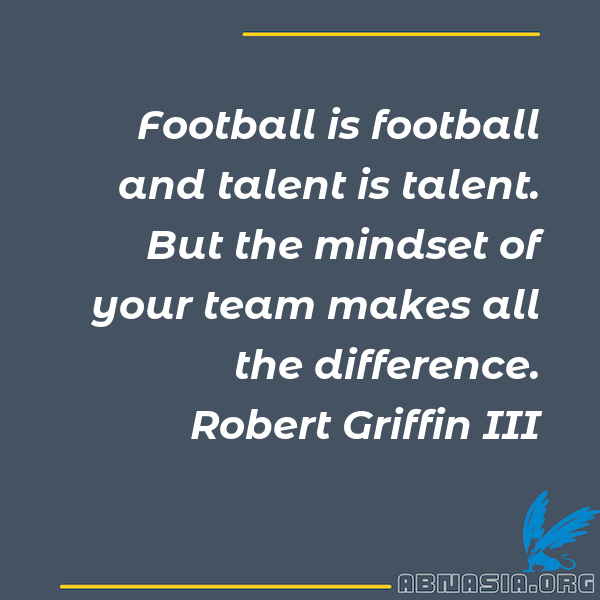 Football is football
and talent is talent.
But the mindset of
your team makes all
the difference.
Robert Griffin III
ABNASIA.ORG